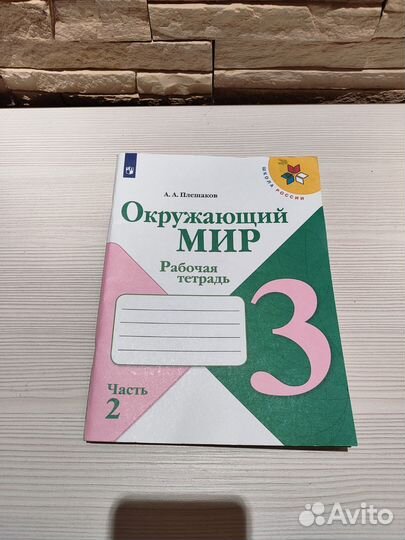 А. А. Плешаков
ШКОЛА РОССИИ
Окружающий
МИР
Рабочая
тетрадь
3
Часть
2
Avito